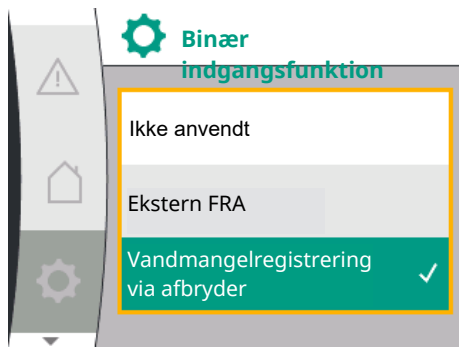 Binær
indgangsfunktion
Ikke anvendt
Ekstern FRA
Vandmangelregistrering
via afbryder